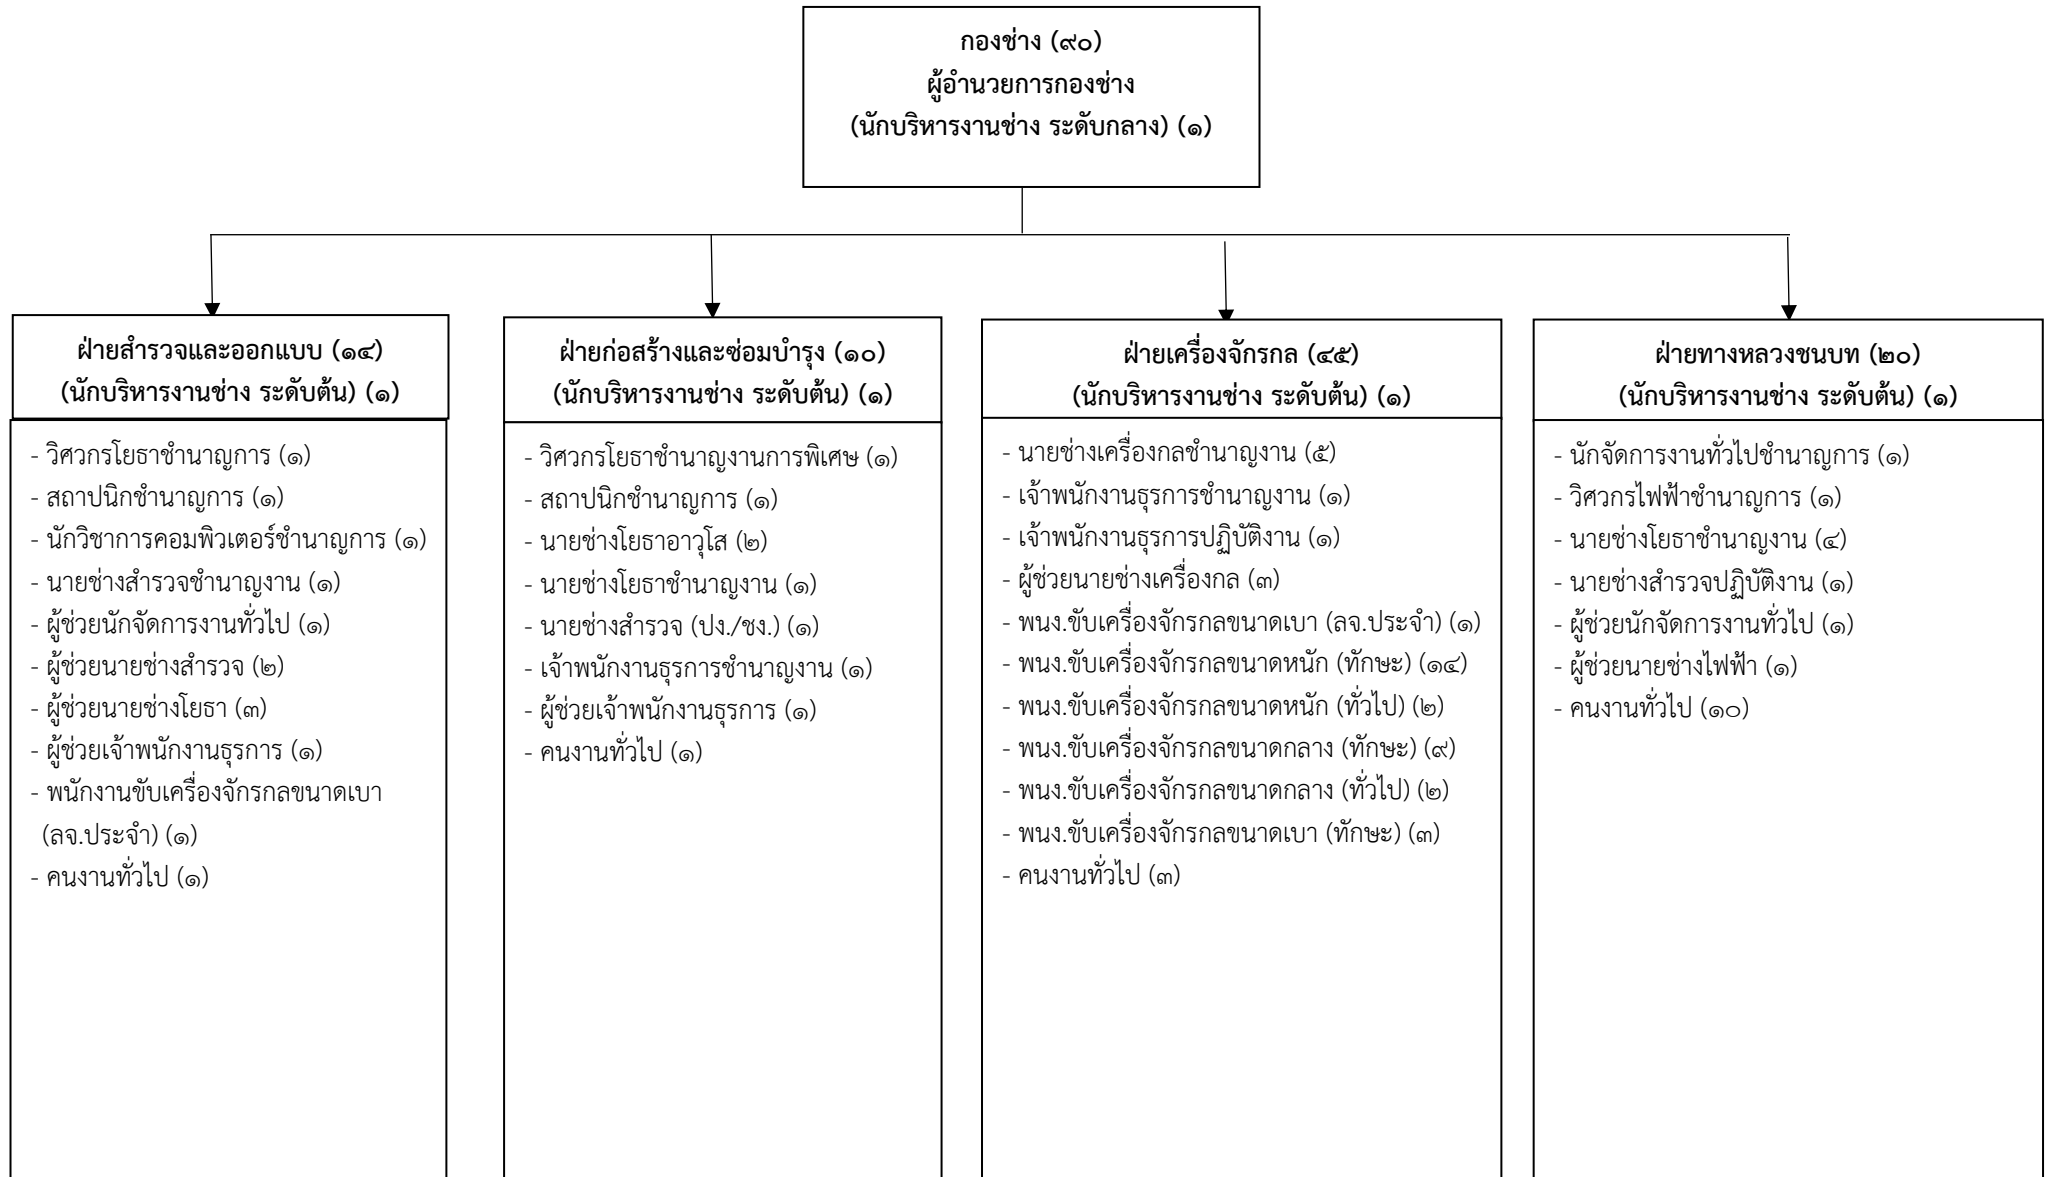 กองช่าง (๙๐)
ผู้อำนวยการกองช่าง
(นักบริหารงานช่าง ระดับกลาง) (๑)
ฝ่ายสำรวจและออกแบบ (๑๔)
(นักบริหารงานช่าง ระดับต้น) (๑)
- วิศวกรโยธาชำนาญการ (๑)
- สถาปนิกชำนาญการ (๑)
- นักวิชาการคอมพิวเตอร์ชำนาญการ (๑)
- นายช่างสำรวจชำนาญงาน (๑)
- ผู้ช่วยนักจัดการงานทั่วไป (๑)
- ผู้ช่วยนายช่างสำรวจ (๒)
- ผู้ช่วยนายช่างโยธา (๓)
- ผู้ช่วยเจ้าพนักงานธุรการ (๑)
- พนักงานขับเครื่องจักรกลขนาดเบา
(ลจ.ประจำ) (๑)
- คนงานทั่วไป (๑)
ฝ่ายก่อสร้างและซ่อมบำรุง (๑๐)
(นักบริหารงานช่าง ระดับต้น) (๑)
- วิศวกรโยธาชำนาญงานการพิเศษ (๑)
- สถาปนิกชำนาญการ (๑)
- นายช่างโยธาอาวุโส (๒)
- นายช่างโยธาชำนาญงาน (๑)
- นายช่างสำรวจ (ปง./ชง.) (๑)
- เจ้าพนักงานธุรการชำนาญงาน (๑)
- ผู้ช่วยเจ้าพนักงานธุรการ (๑)
- คนงานทั่วไป (๑)
ฝ่ายเครื่องจักรกล (๔๕)
(นักบริหารงานช่าง ระดับต้น) (๑)
- นายช่างเครื่องกลชำนาญงาน (๕)
- เจ้าพนักงานธุรการชำนาญงาน (๑)
- เจ้าพนักงานธุรการปฏิบัติงาน (๑)
- ผู้ช่วยนายช่างเครื่องกล (๓)
- พนง.ขับเครื่องจักรกลขนาดเบา (ลจ.ประจำ) (๑)
- พนง.ขับเครื่องจักรกลขนาดหนัก (ทักษะ) (๑๔)
- พนง.ขับเครื่องจักรกลขนาดหนัก (ทั่วไป) (๒)
- พนง.ขับเครื่องจักรกลขนาดกลาง (ทักษะ) (๙)
- พนง.ขับเครื่องจักรกลขนาดกลาง (ทั่วไป) (๒)
- พนง.ขับเครื่องจักรกลขนาดเบา (ทักษะ) (๓)
- คนงานทั่วไป (๓)
ฝ่ายทางหลวงชนบท (๒๐)
(นักบริหารงานช่าง ระดับต้น) (๑)
- นักจัดการงานทั่วไปชำนาญการ (๑)
- วิศวกรไฟฟ้าชำนาญการ (๑)
- นายช่างโยธาชำนาญงาน (๔)
- นายช่างสำรวจปฏิบัติงาน (๑)
- ผู้ช่วยนักจัดการงานทั่วไป (๑)
- ผู้ช่วยนายช่างไฟฟ้า (๑)
- คนงานทั่วไป (๑๐)